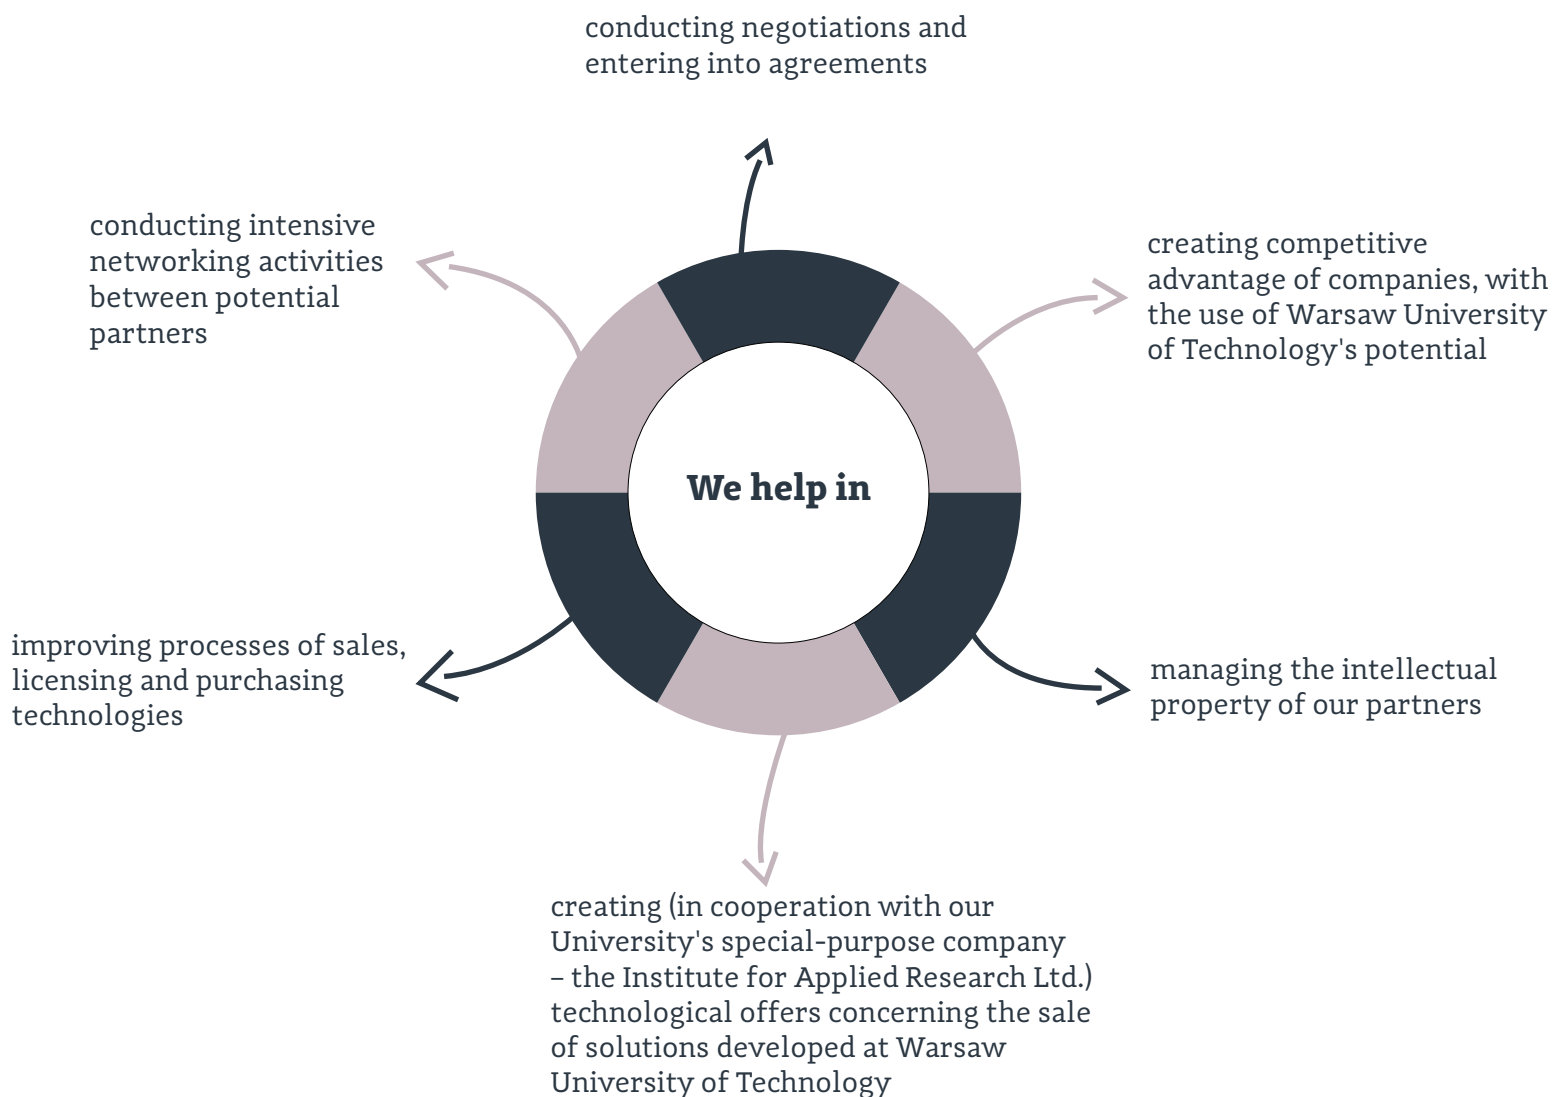 conducting negotiations and
entering into agreements
conducting intensive
networking activities
between potential
partners
creating competitive
advantage of companies, with
the use of Warsaw University
of Technology's potential
We help in
improving processes of sales,
licensing and purchasing
technologies
managing the intellectual
property of our partners
creating (in cooperation with our
University's special-purpose company
– the Institute for Applied Research Ltd.)
technological offers concerning the sale
of solutions developed at Warsaw
University of Technology